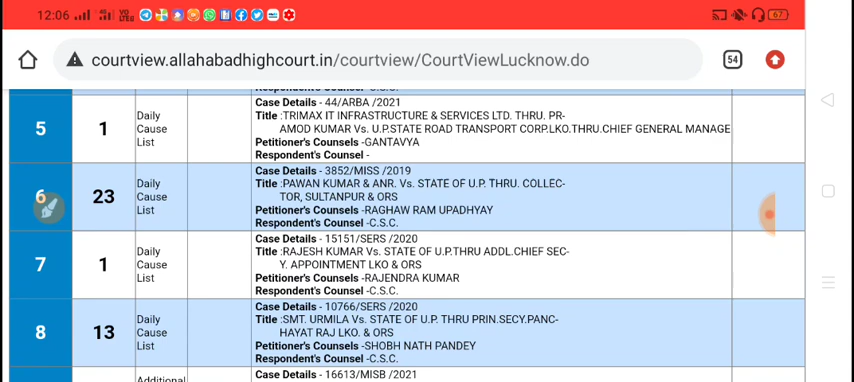 12:06 67
courtview.allahabadhighcourt.in/courtview/CourtViewLucknow.do 54
Respondent's Counsel -C.S.C.
5 1 Daily Cause List
Case Details - 44/ARBA /2021
Title :TRIMAX IT INFRASTRUCTURE & SERVICES LTD. THRU. PR-
AMOD KUMAR Vs. U.P.STATE ROAD TRANSPORT CORP.LKO.THRU.CHIEF GENERAL MANAGE
Petitioner's Counsels -GANTAVYA
Respondent's Counsel -
6 23 Daily Cause List
Case Details - 3852/MISS /2019
Title :PAWAN KUMAR & ANR. Vs. STATE OF U.P. THRU. COLLEC-
TOR, SULTANPUR & ORS
Petitioner's Counsels -RAGHAW RAM UPADHYAY
Respondent's Counsel -C.S.C.
7 1 Daily Cause List
Case Details - 15151/SERS /2020
Title :RAJESH KUMAR Vs. STATE OF U.P.THRU ADDL.CHIEF SEC-
Y. APPOINTMENT LKO & ORS
Petitioner's Counsels -RAJENDRA KUMAR
Respondent's Counsel -C.S.C.
8 13 Daily Cause List
Case Details - 10766/SERS /2020
Title :SMT. URMILA Vs. STATE OF U.P. THRU PRIN.SECY.PANC-
HAYAT RAJ LKO. & ORS
Petitioner's Counsels -SHOBH NATH PANDEY
Respondent's Counsel -C.S.C.
Additional
Case Details - 16613/MISB /2021